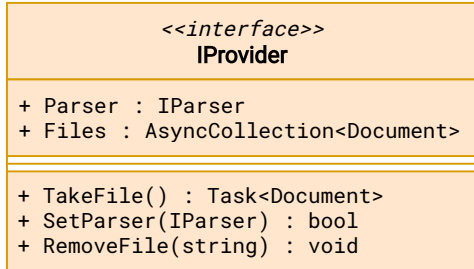 <<interface>>
IProvider
+ Parser : IParser
+ Files : AsyncCollection<Document>
+ TakeFile() : Task<Document>
+ SetParser(IParser) : bool
+ RemoveFile(string) : void